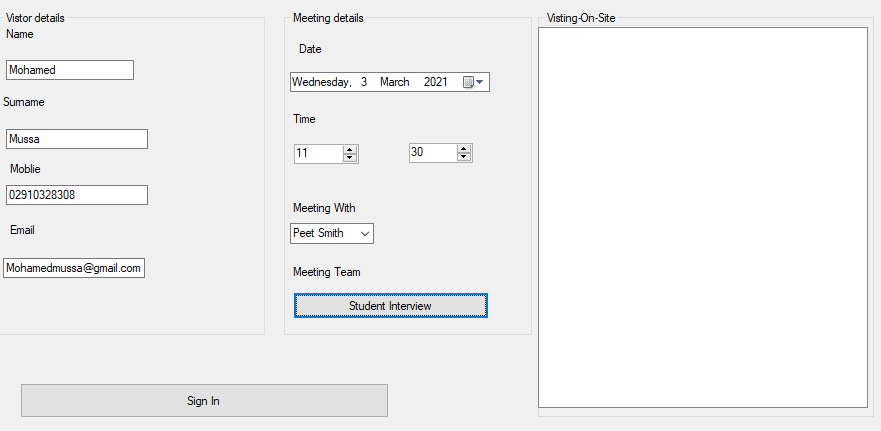 Vistor details
Name
Mohamed
Surname
Mussa
Moblie
02910328308
Email
Mohamedmussa@gmail.com
Meeting details
Date
Wednesday, 3 March 2021
Time
11 30
Meeting With
Peet Smith
Meeting Team
Student Interview
Visting-On-Site
Sign In